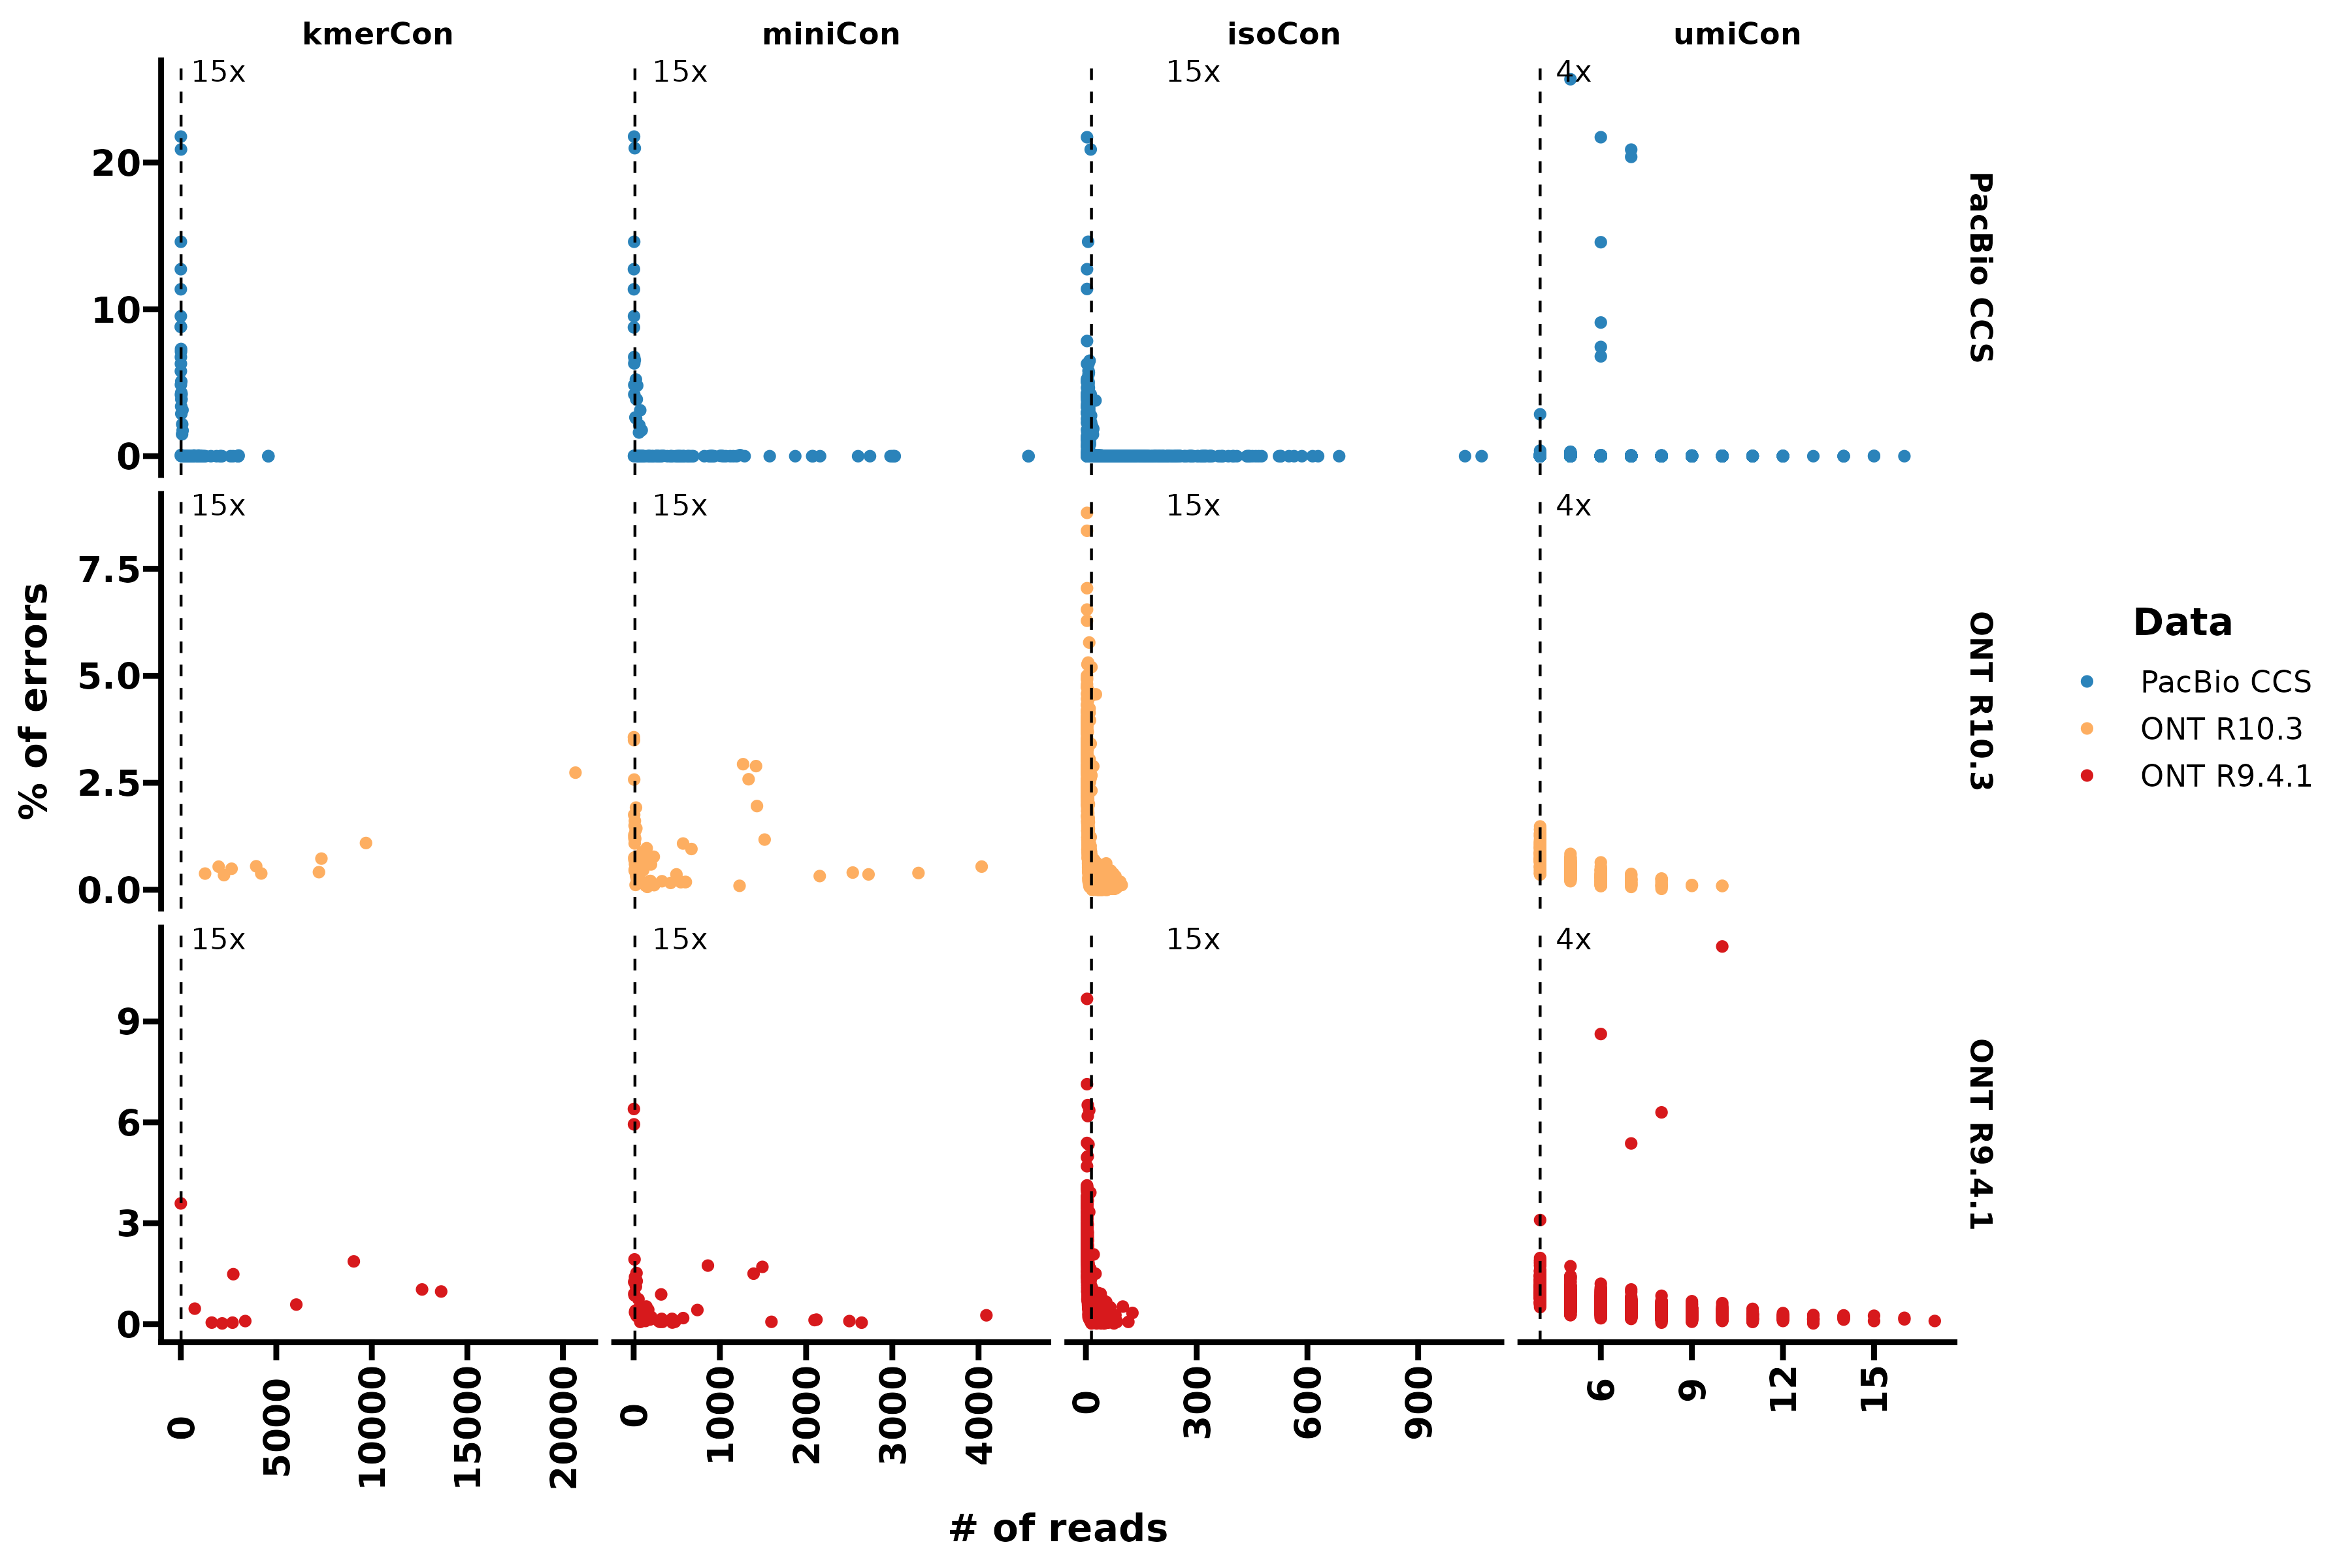 kmerCon miniCon isoCon umiCon
15x 15x 15x 4x
20
10
0
PacBio CCS
15x 15x 15x 4x
7.5
5.0
2.5
0.0
ONT R10.3
% of errors
Data
PacBio CCS
ONT R10.3
ONT R9.4.1
15x 15x 15x 4x
9
6
3
0
ONT R9.4.1
0 5000 10000 15000 20000 0 1000 2000 3000 4000 0 300 600 900 6 9 12 15
# of reads